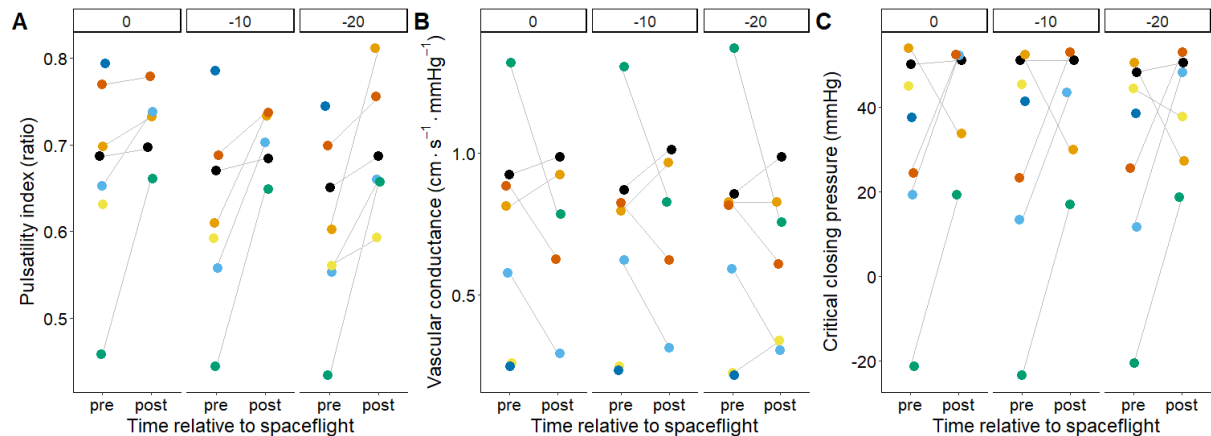 A
0
-10
-20
Pulsatility index (ratio)
0.8
0.7
0.6
0.5
pre post pre post pre post
Time relative to spaceflight
B
0
-10
-20
Vascular conductance (cm · s⁻¹ · mmHg⁻¹)
1.0
0.5
pre post pre post pre post
Time relative to spaceflight
C
0
-10
-20
Critical closing pressure (mmHg)
40
20
0
-20
pre post pre post pre post
Time relative to spaceflight